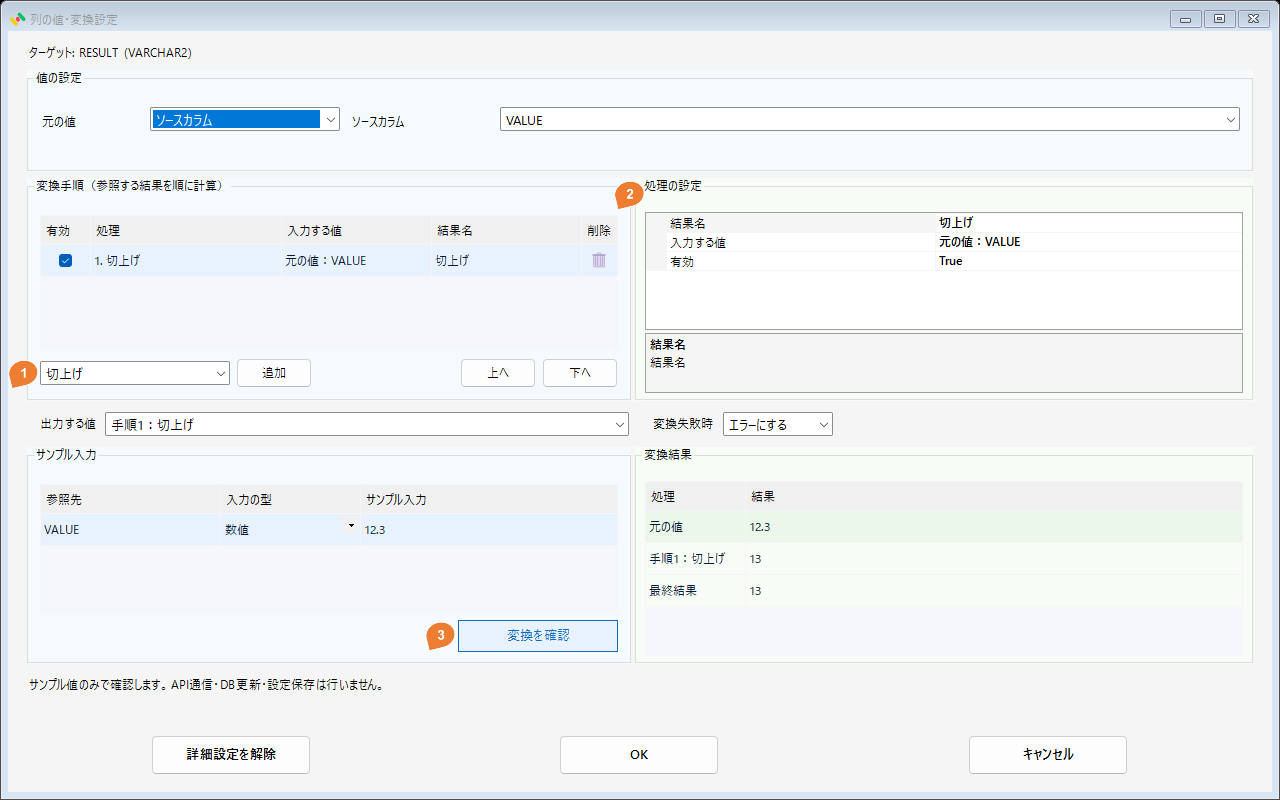 列の値・変換設定
ターゲット: RESULT (VARCHAR2)
値の設定
元の値 ソースカラム ソースカラム VALUE
変換手順（参照する結果を順に計算）
有効 処理 入力する値 結果名 削除
1. 切上げ 元の値：VALUE 切上げ
1 切上げ 追加 上へ 下へ
2 処理の設定
結果名 切上げ
入力する値 元の値：VALUE
有効 True
結果名
結果名
出力する値 手順1：切上げ 変換失敗時 エラーにする
サンプル入力
参照先 入力の型 サンプル入力
VALUE 数値 12.3
3 変換を確認
変換結果
処理 結果
元の値 12.3
手順1：切上げ 13
最終結果 13
サンプル値のみで確認します。API通信・DB更新・設定保存は行いません。
詳細設定を解除 OK キャンセル